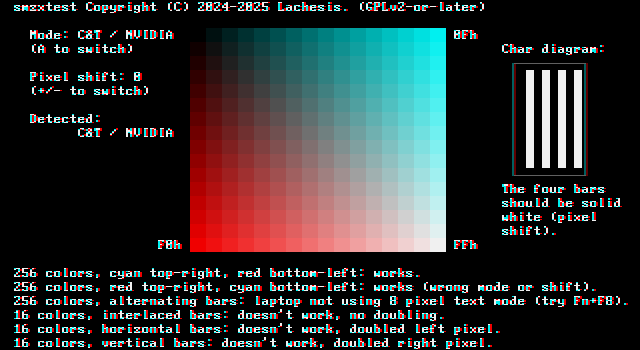 smzxtest Copyright (C) 2024-2025 Lachesis. (GPLv2-or-later)
Mode: C&T / NVIDIA
(A to switch)
Pixel shift: 0
(+/- to switch)
Detected:
C&T / NVIDIA
0Fh
F0h
FFh
Char diagram:
The four bars
should be solid
white (pixel
shift).
256 colors, cyan top-right, red bottom-left: works.
256 colors, red top-right, cyan bottom-left: works (wrong mode or shift).
256 colors, alternating bars: laptop not using 8 pixel text mode (try Fn+F8).
16 colors, interlaced bars: doesn't work, no doubling.
16 colors, horizontal bars: doesn't work, doubled left pixel.
16 colors, vertical bars: doesn't work, doubled right pixel.